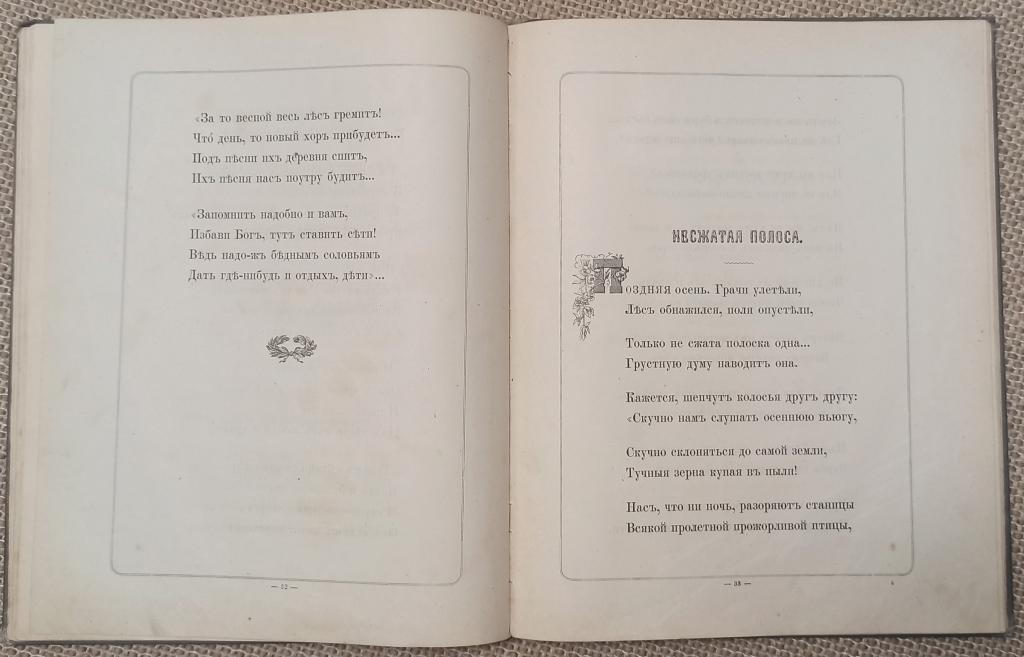 «За то весной весь лѣсъ гремитъ!
Что́ день, то новый хоръ прибудетъ...
Подъ пѣсни ихъ деревня спитъ,
Ихъ пѣсня насъ поутру будитъ...
«Запомнить надобно и вамъ,
Избави Богъ, тутъ ставить сѣти!
Вѣдь надо-жъ бѣднымъ соловьямъ
Дать гдѣ-нибудь и отдыхъ, дѣти»...
— 32 —
НЕСЖАТАЯ ПОЛОСА.
ПОЗДНЯЯ осень. Грачи улетѣли,
Лѣсъ обнажился, поля опустѣли,
Только не сжата полоска одна...
Грустную думу наводитъ она.
Кажется, шепчутъ колосья другъ другу:
«Скучно намъ слушать осеннюю вьюгу,
Скучно склоняться до самой земли,
Тучныя зерна купая въ пыли!
Насъ, что ни ночь, разоряютъ станицы
Всякой пролетной прожорливой птицы,
— 33 —